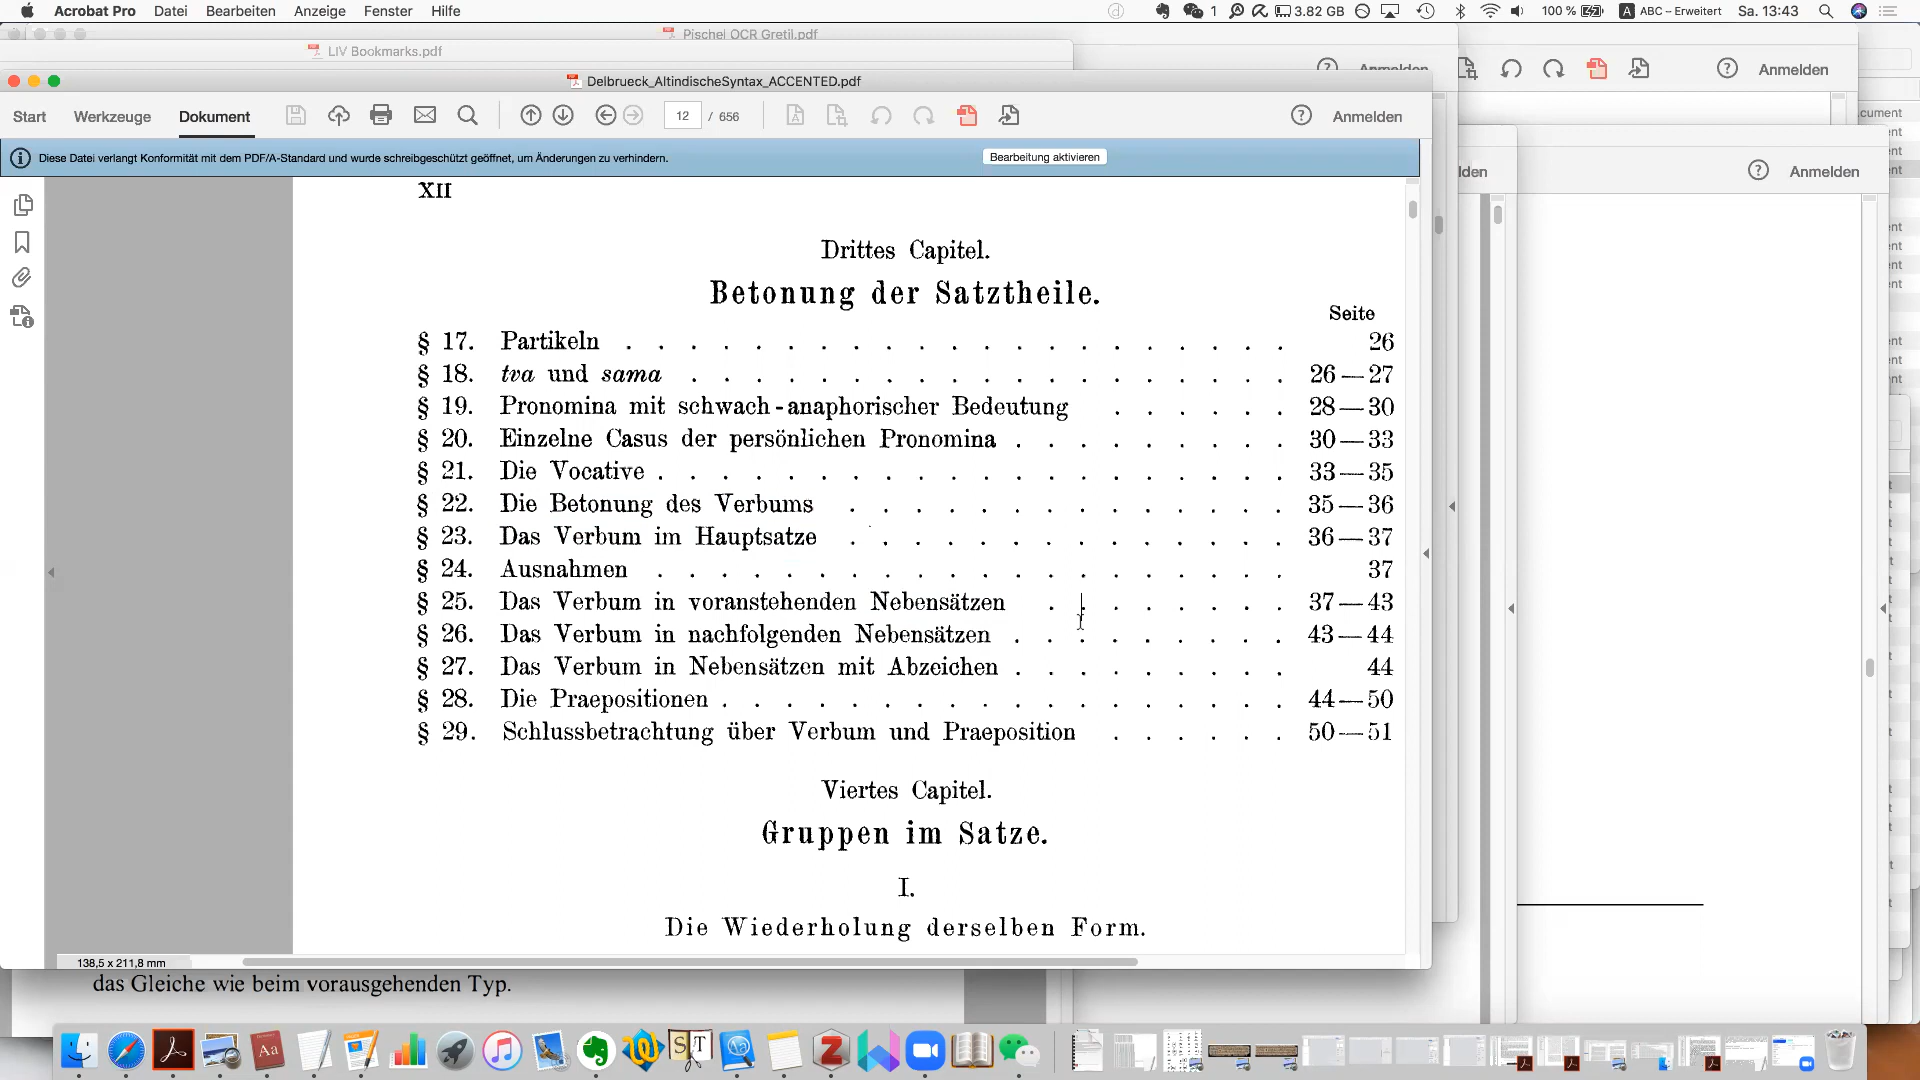 Acrobat Pro Datei Bearbeiten Anzeige Fenster Hilfe 1 3.82 GB 100 % A ABC – Erweitert Sa. 13:43
Pischel OCR Gretil.pdf
LIV Bookmarks.pdf
Anmelden
Anmelden
Delbrueck_AltindischeSyntax_ACCENTED.pdf
Start Werkzeuge Dokument 12 / 656 Anmelden
Diese Datei verlangt Konformität mit dem PDF/A-Standard und wurde schreibgeschützt geöffnet, um Änderungen zu verhindern. Bearbeitung aktivieren
Anmelden
XII
Drittes Capitel.
Betonung der Satztheile.
Seite
§ 17. Partikeln . . . . . . . . . . . . . . . . . . . . . 26
§ 18. tva und sama . . . . . . . . . . . . . . . . . . . 26—27
§ 19. Pronomina mit schwach-anaphorischer Bedeutung . . . . . . 28—30
§ 20. Einzelne Casus der persönlichen Pronomina . . . . . . . . . 30—33
§ 21. Die Vocative . . . . . . . . . . . . . . . . . . . . 33—35
§ 22. Die Betonung des Verbums . . . . . . . . . . . . . . 35—36
§ 23. Das Verbum im Hauptsatze . . . . . . . . . . . . . . 36—37
§ 24. Ausnahmen . . . . . . . . . . . . . . . . . . . . 37
§ 25. Das Verbum in voranstehenden Nebensätzen . . . . . . . . 37—43
§ 26. Das Verbum in nachfolgenden Nebensätzen . . . . . . . . . 43—44
§ 27. Das Verbum in Nebensätzen mit Abzeichen . . . . . . . . . 44
§ 28. Die Praepositionen . . . . . . . . . . . . . . . . . . 44—50
§ 29. Schlussbetrachtung über Verbum und Praeposition . . . . . . 50—51
Viertes Capitel.
Gruppen im Satze.
I.
Die Wiederholung derselben Form.
138,5 x 211,8 mm
das Gleiche wie beim vorausgehenden Typ.